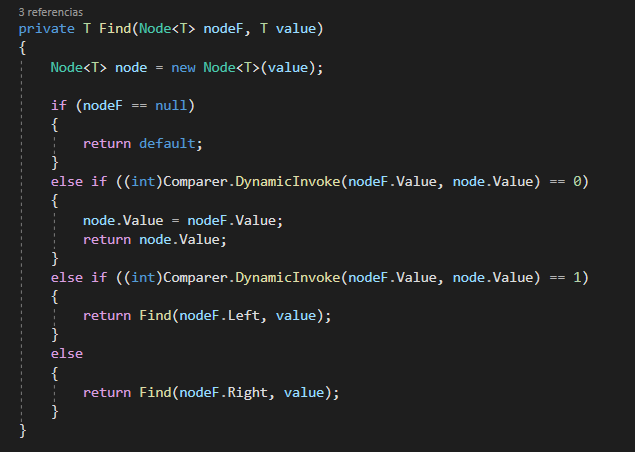 3 referencias
private T Find(Node<T> nodeF, T value)
{
Node<T> node = new Node<T>(value);
if (nodeF == null)
{
return default;
}
else if ((int)Comparer.DynamicInvoke(nodeF.Value, node.Value) == 0)
{
node.Value = nodeF.Value;
return node.Value;
}
else if ((int)Comparer.DynamicInvoke(nodeF.Value, node.Value) == 1)
{
return Find(nodeF.Left, value);
}
else
{
return Find(nodeF.Right, value);
}
}